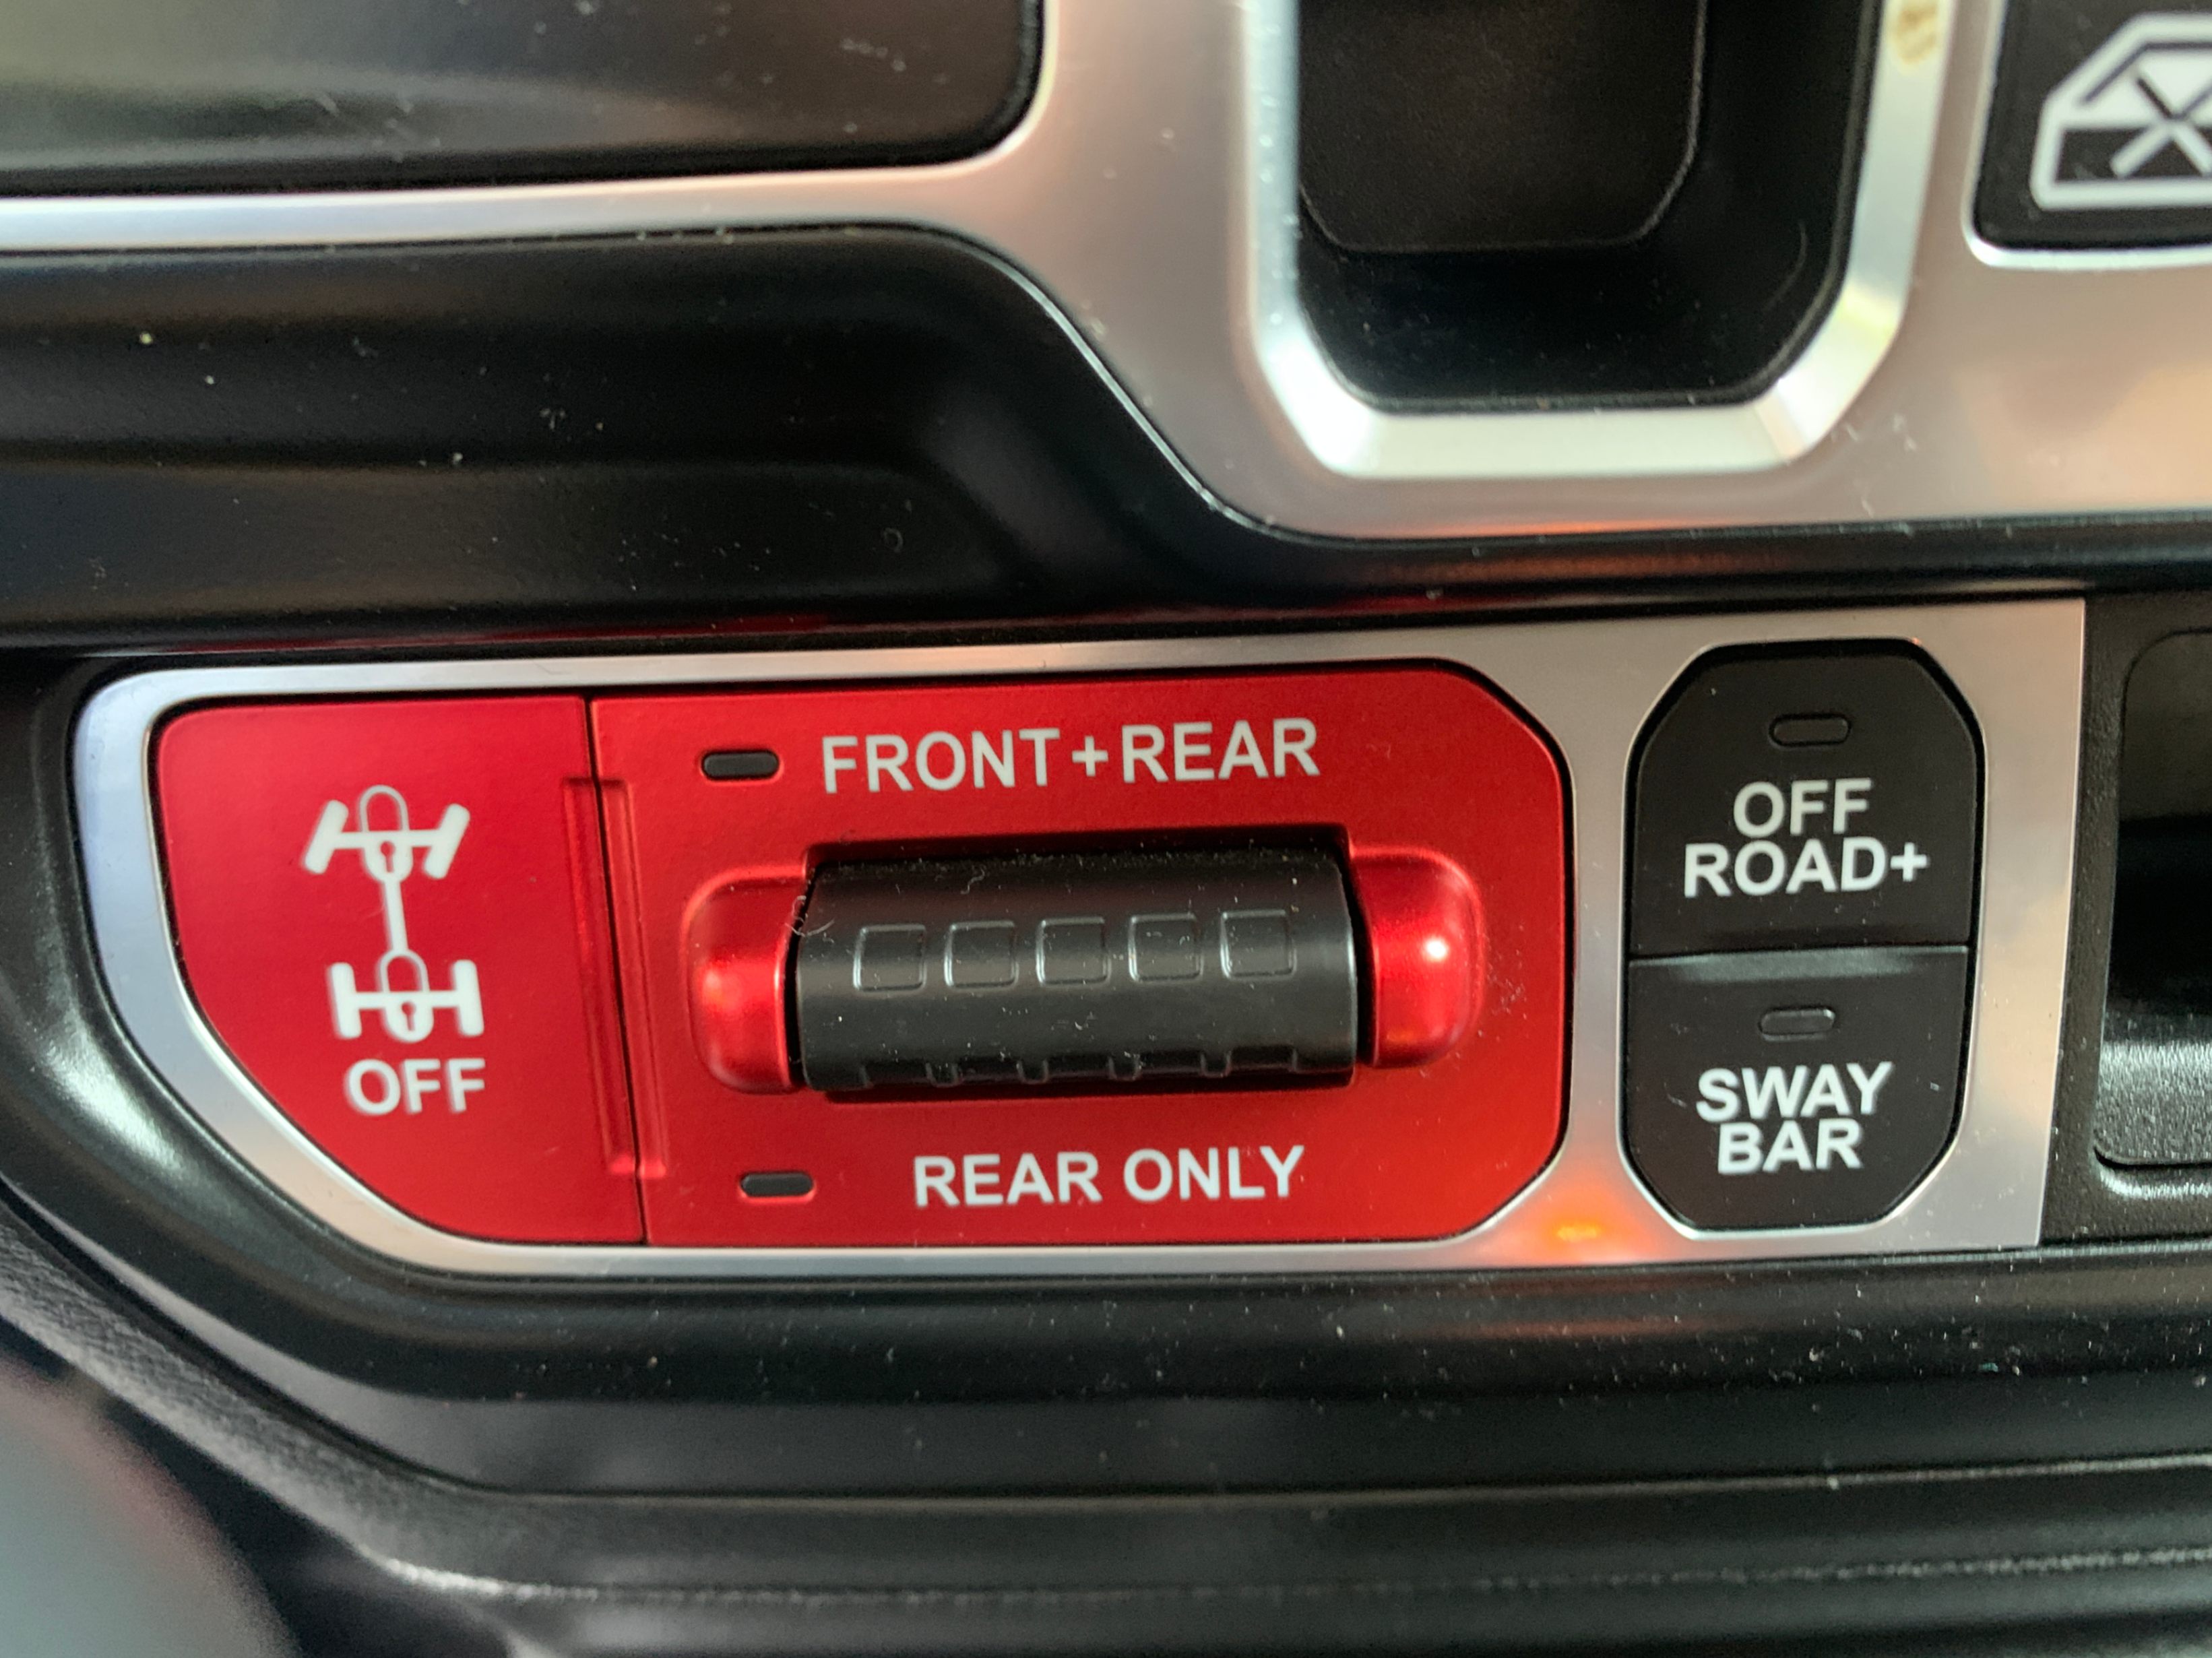 FRONT+REAR
OFF
REAR ONLY
OFF
ROAD+
SWAY
BAR